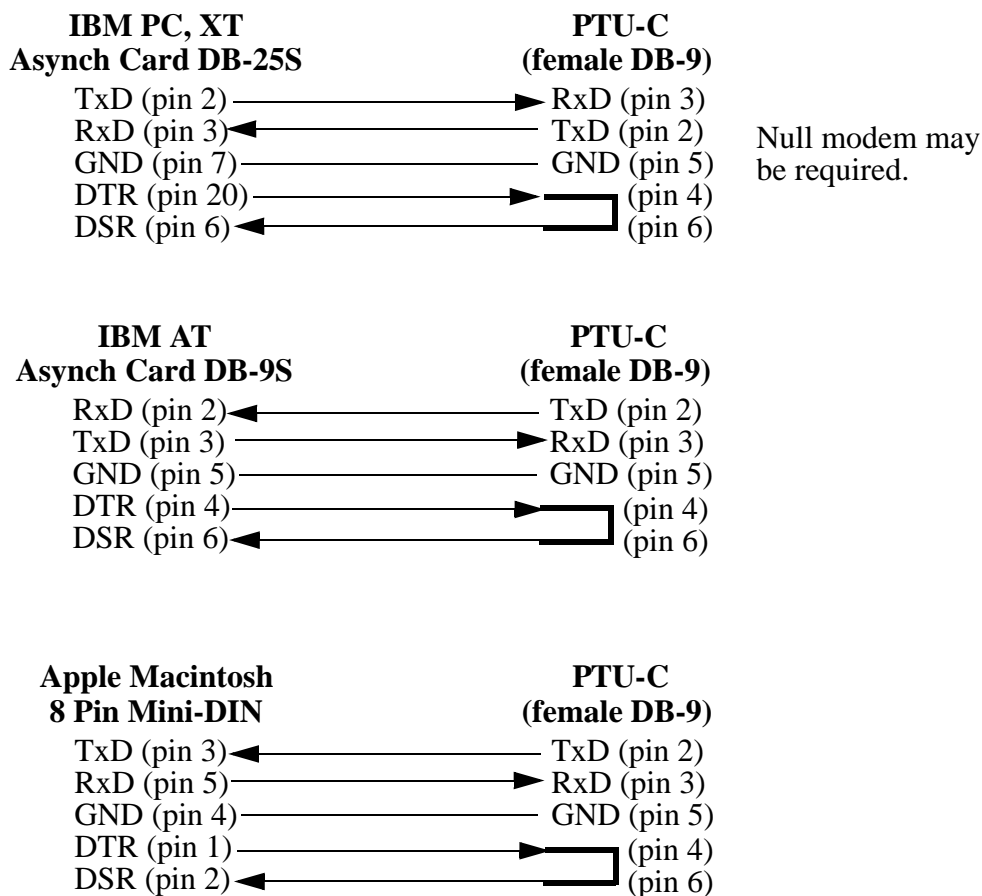 IBM PC, XT
Asynch Card DB-25S
PTU-C
(female DB-9)
TxD (pin 2) RxD (pin 3)
RxD (pin 3) TxD (pin 2)
GND (pin 7) GND (pin 5)
DTR (pin 20) (pin 4)
DSR (pin 6) (pin 6)
Null modem may
be required.
IBM AT
Asynch Card DB-9S
PTU-C
(female DB-9)
RxD (pin 2) TxD (pin 2)
TxD (pin 3) RxD (pin 3)
GND (pin 5) GND (pin 5)
DTR (pin 4) (pin 4)
DSR (pin 6) (pin 6)
Apple Macintosh
8 Pin Mini-DIN
PTU-C
(female DB-9)
TxD (pin 3) TxD (pin 2)
RxD (pin 5) RxD (pin 3)
GND (pin 4) GND (pin 5)
DTR (pin 1) (pin 4)
DSR (pin 2) (pin 6)